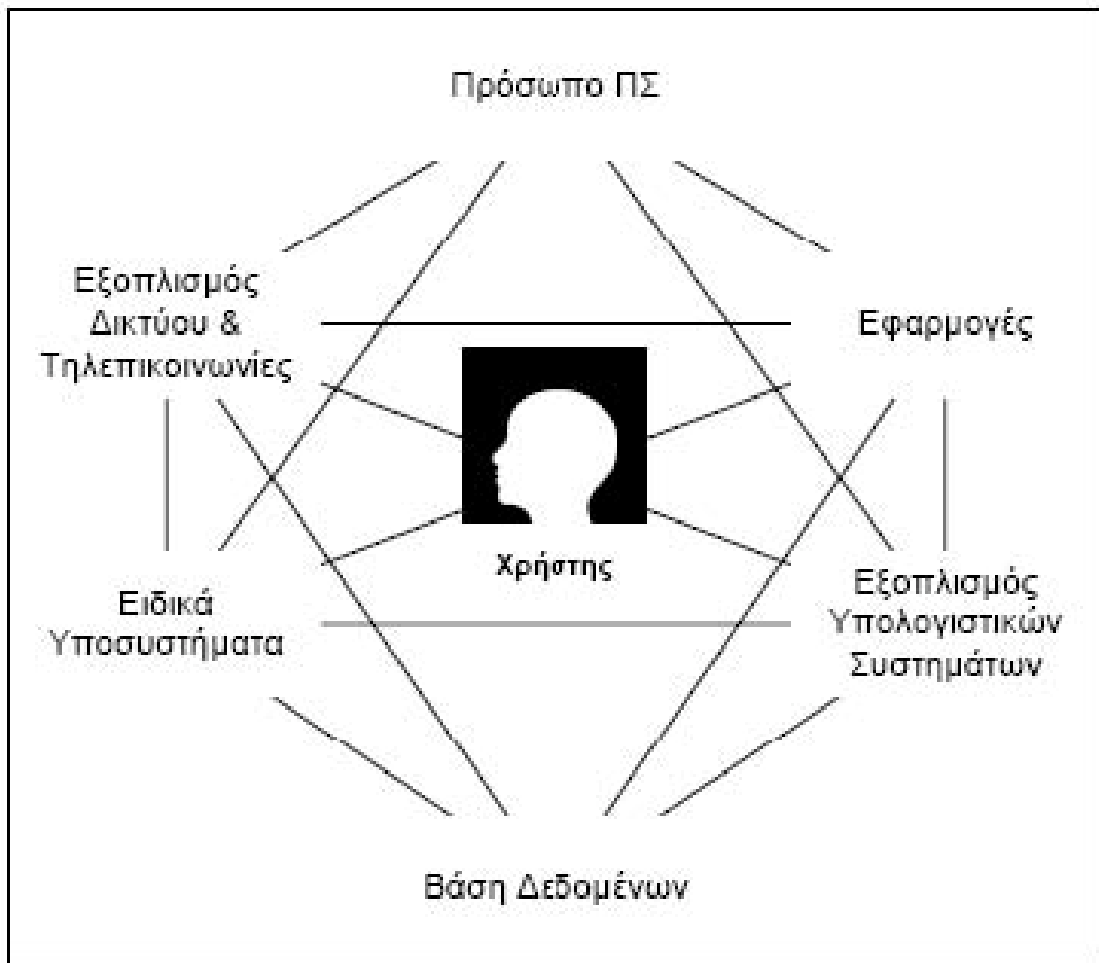 Πρόσωπο ΠΣ
Εξοπλισμός
Δικτύου &
Τηλεπικοινωνίες
Εφαρμογές
Χρήστης
Ειδικά
Υποσυστήματα
Εξοπλισμός
Υπολογιστικών
Συστημάτων
Βάση Δεδομένων